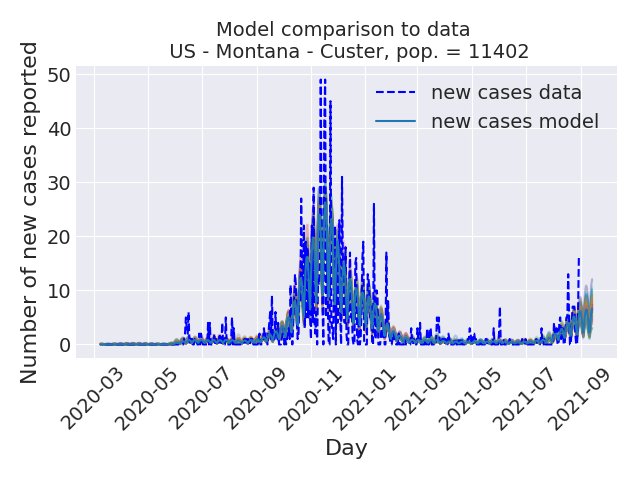 Model comparison to data
US - Montana - Custer, pop. = 11402
Number of new cases reported
50
40
30
20
10
0
new cases data
new cases model
2020-03
2020-05
2020-07
2020-09
2020-11
2021-01
2021-03
2021-05
2021-07
2021-09
Day